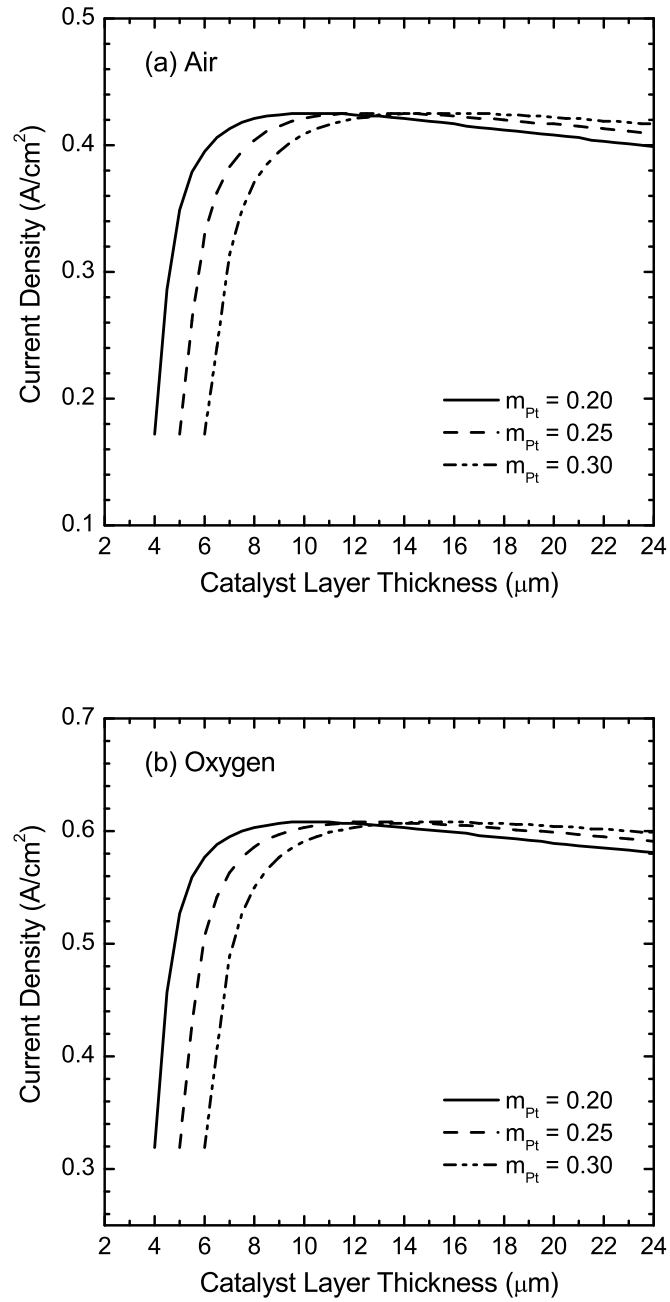 0.5
(a) Air
0.4
0.3
0.2
0.1
Current Density (A/cm²)
m_Pt = 0.20
m_Pt = 0.25
m_Pt = 0.30
2 4 6 8 10 12 14 16 18 20 22 24
Catalyst Layer Thickness (μm)
0.7
(b) Oxygen
0.6
0.5
0.4
0.3
Current Density (A/cm²)
m_Pt = 0.20
m_Pt = 0.25
m_Pt = 0.30
2 4 6 8 10 12 14 16 18 20 22 24
Catalyst Layer Thickness (μm)